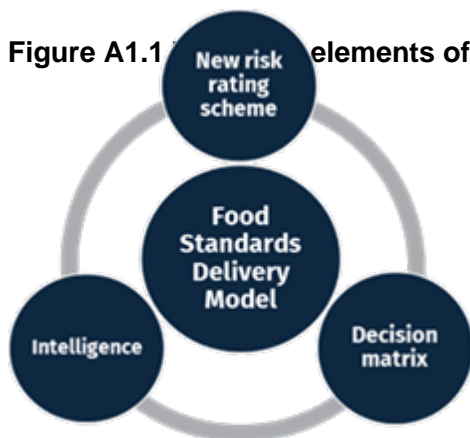 Figure A1.1 elements of
New risk
rating
scheme
Food
Standards
Delivery
Model
Intelligence
Decision
matrix